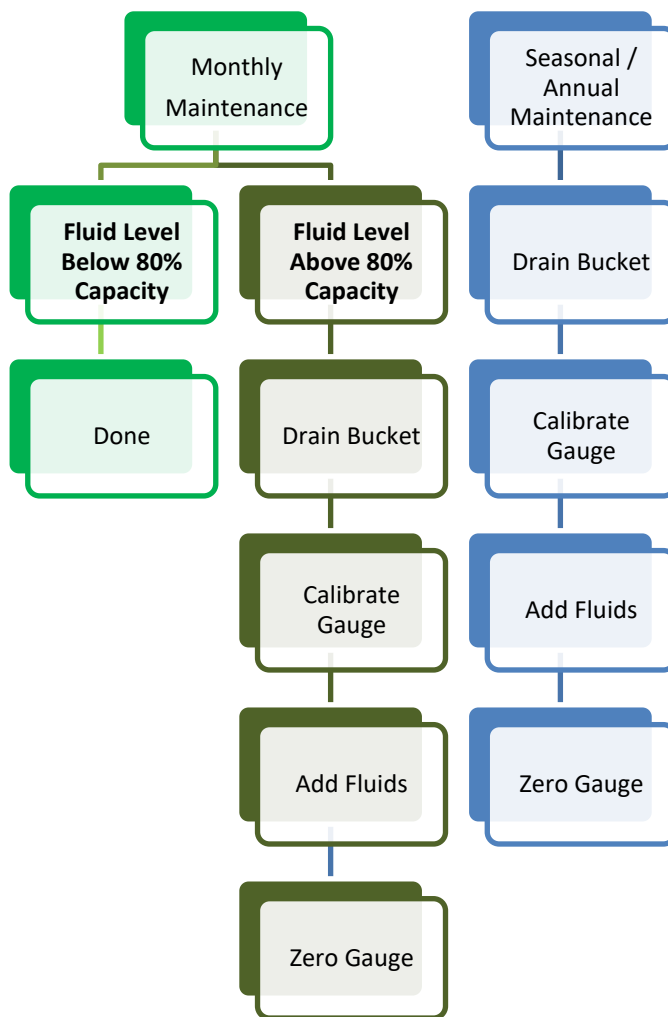 Monthly
Maintenance
Seasonal /
Annual
Maintenance
Fluid Level
Below 80%
Capacity
Fluid Level
Above 80%
Capacity
Drain Bucket
Done
Drain Bucket
Calibrate
Gauge
Calibrate
Gauge
Add Fluids
Add Fluids
Zero Gauge
Zero Gauge